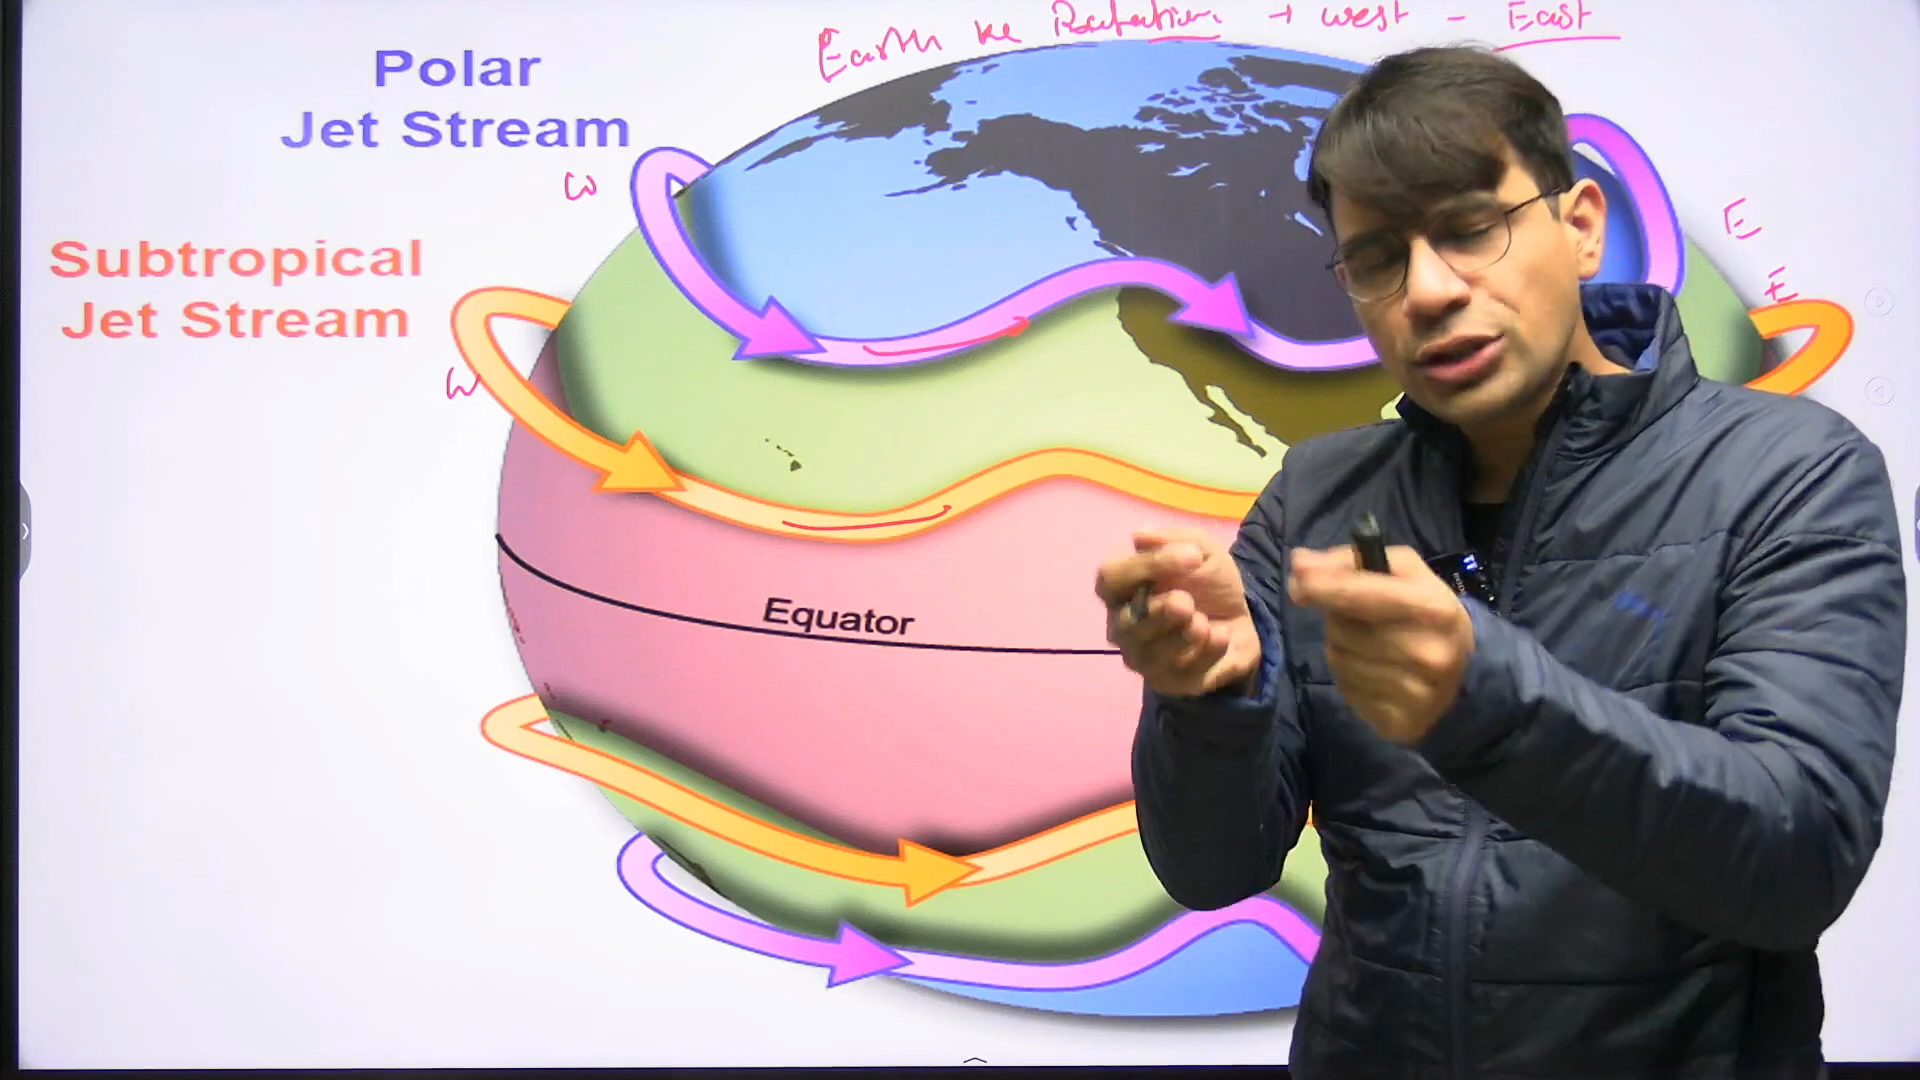 Earth ke Rotation → west - East
Polar
Jet Stream
W
E
Subtropical
Jet Stream
E
W
Equator